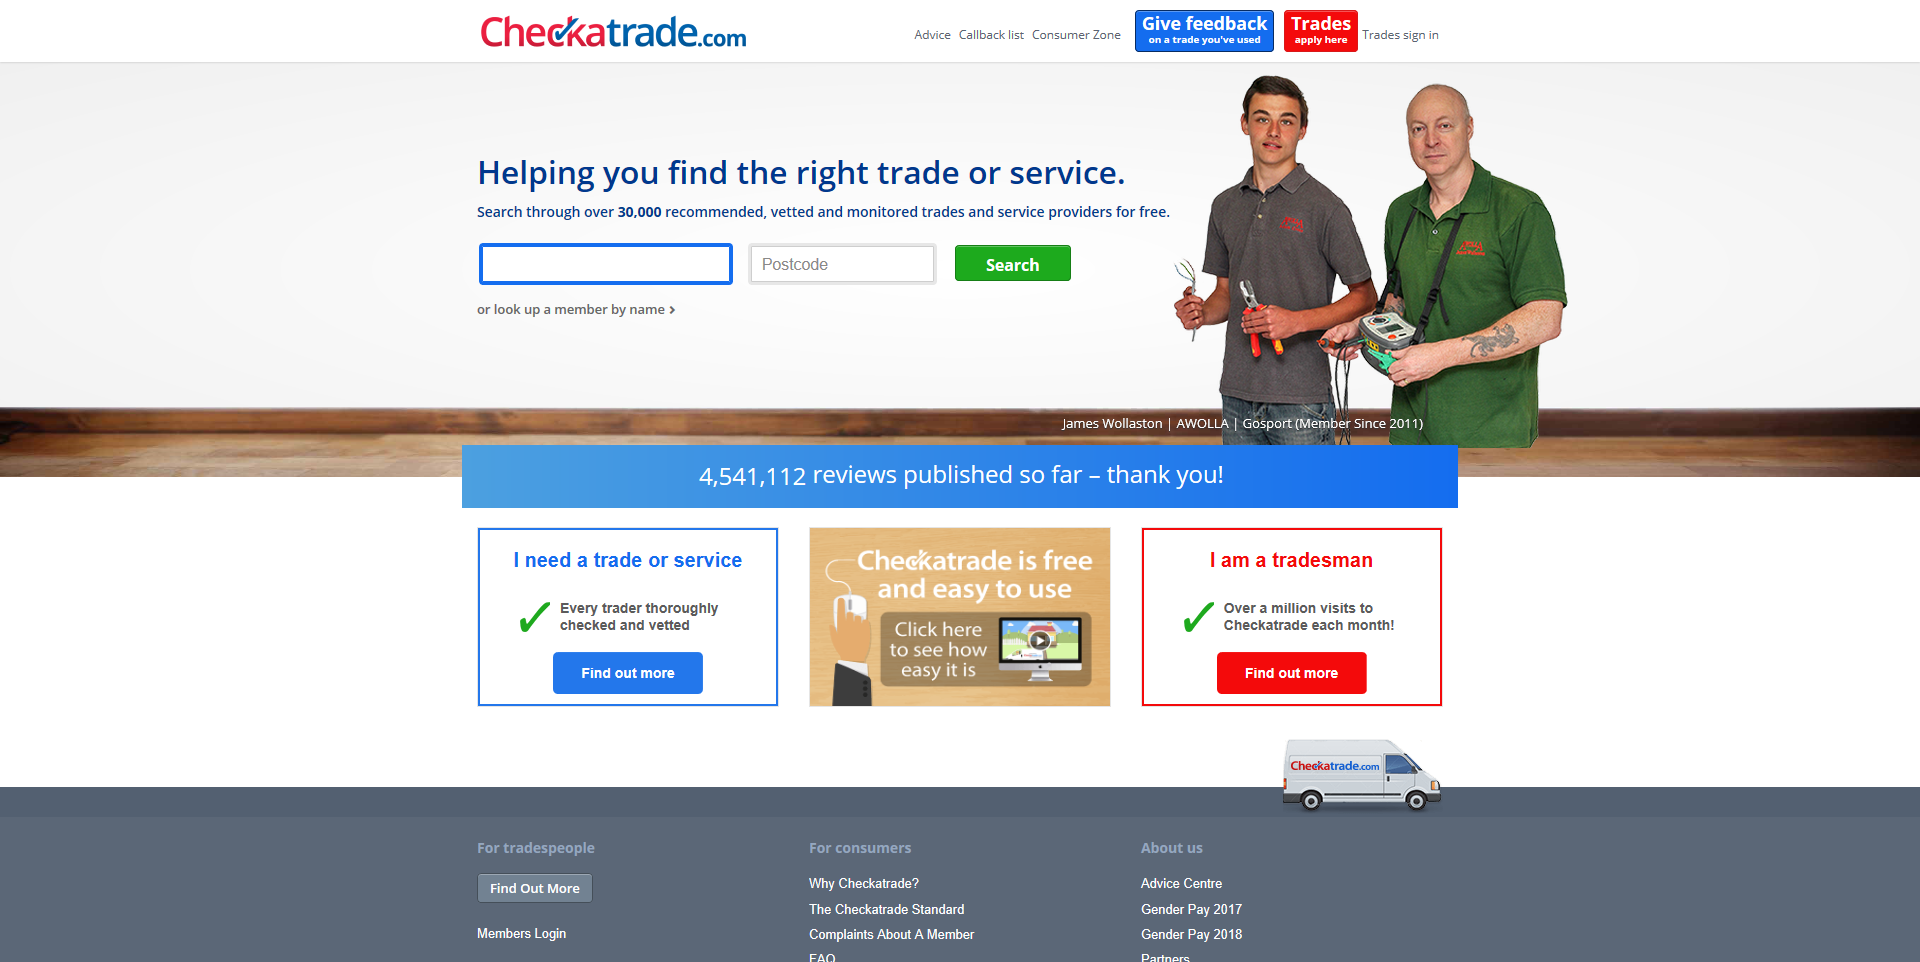 Checkatrade.com
Advice Callback list Consumer Zone
Give feedback
on a trade you've used
Trades
apply here
Trades sign in
Helping you find the right trade or service.
Search through over 30,000 recommended, vetted and monitored trades and service providers for free.
Postcode
Search
or look up a member by name
James Wollaston | AWOLLA | Gosport (Member Since 2011)
4,541,112 reviews published so far – thank you!
I need a trade or service
Every trader thoroughly
checked and vetted
Find out more
Checkatrade is free
and easy to use
Click here
to see how
easy it is
I am a tradesman
Over a million visits to
Checkatrade each month!
Find out more
Checkatrade.com
For tradespeople
Find Out More
Members Login
For consumers
Why Checkatrade?
The Checkatrade Standard
Complaints About A Member
FAQ
About us
Advice Centre
Gender Pay 2017
Gender Pay 2018
Partners